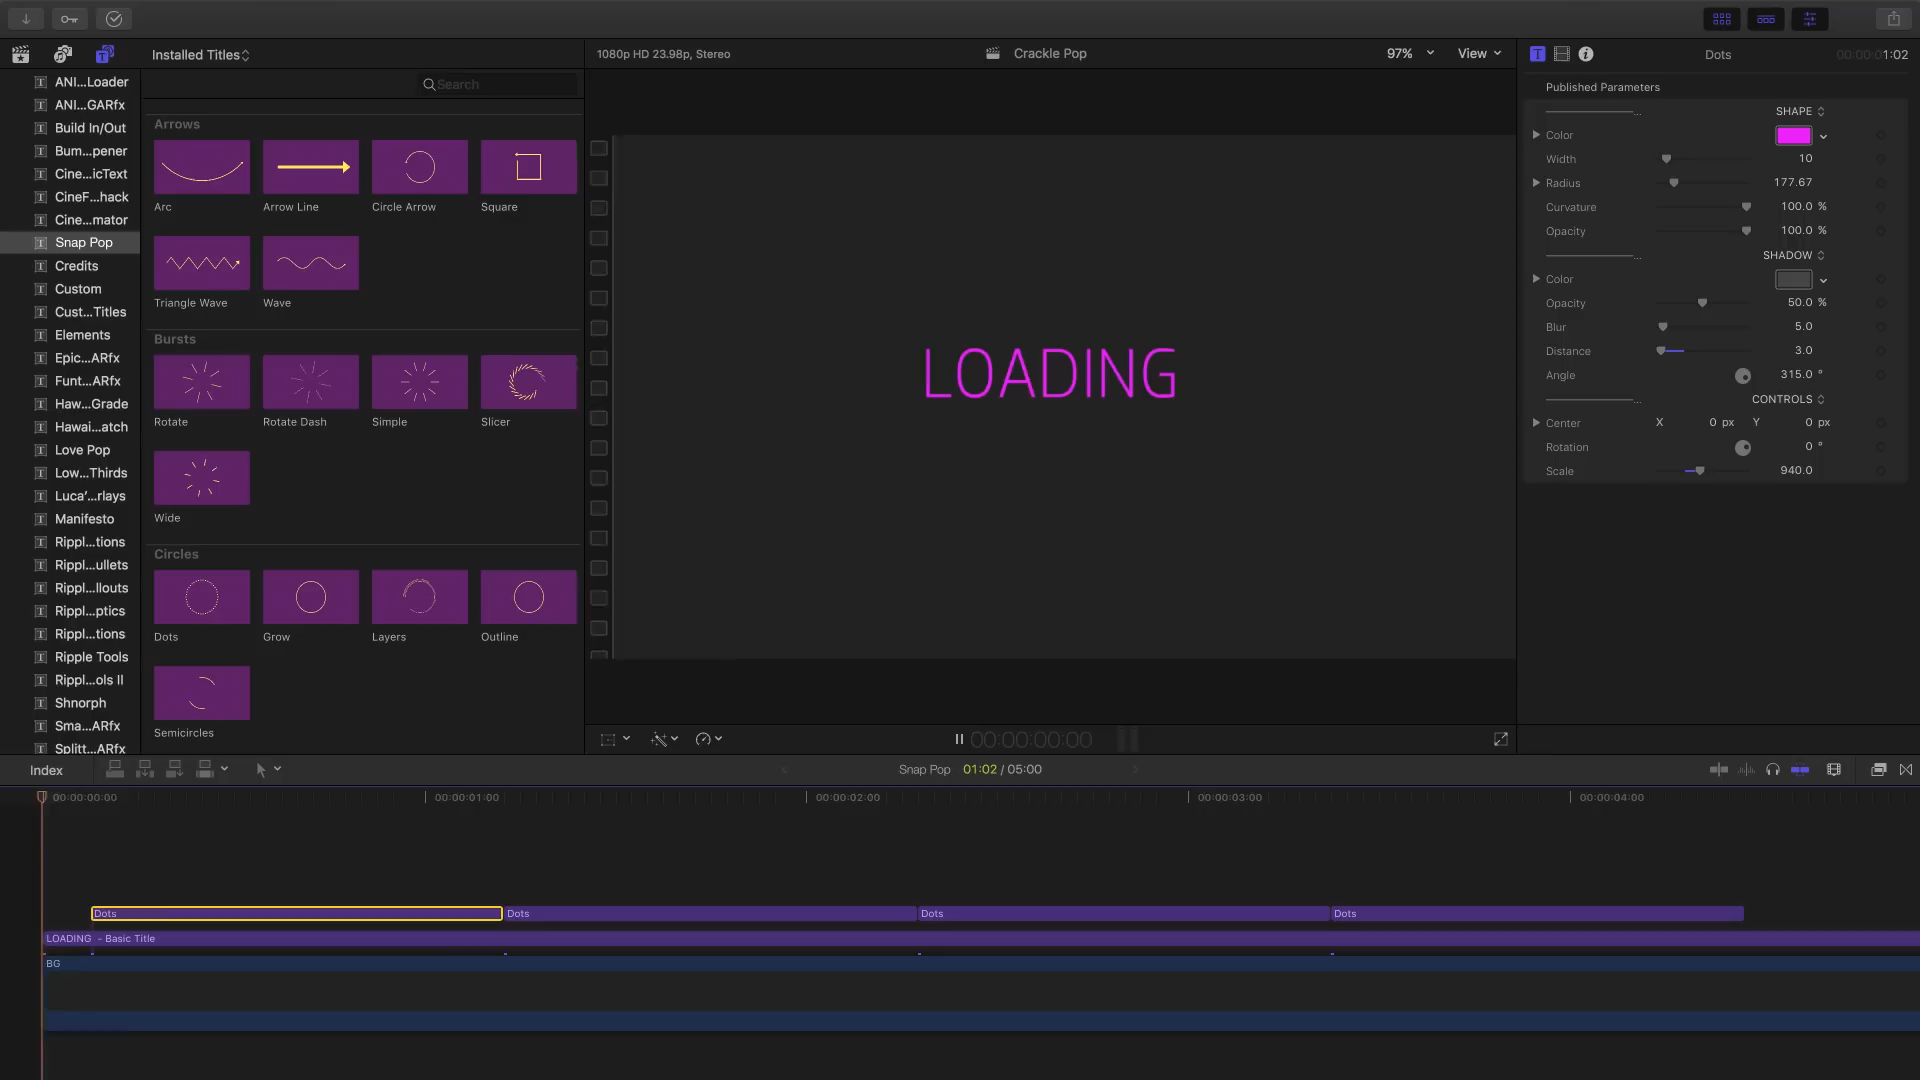 Installed Titles
1080p HD 23.98p, Stereo
Crackle Pop
97%
View
Dots
00:00:01:02
Search
ANI...Loader
ANI...GARfx
Build In/Out
Bum...pener
Cine...icText
CineF...hack
Cine...mator
Snap Pop
Credits
Custom
Cust...Titles
Elements
Epic...ARfx
Funt...ARfx
Haw...Grade
Hawai...atch
Love Pop
Low...Thirds
Luca'...rlays
Manifesto
Rippl...tions
Rippl...ullets
Rippl...llouts
Rippl...ptics
Rippl...tions
Ripple Tools
Rippl...ols II
Shnorph
Sma...ARfx
Splitt...ARfx
Arrows
Arc
Arrow Line
Circle Arrow
Square
Triangle Wave
Wave
Bursts
Rotate
Rotate Dash
Simple
Slicer
Wide
Circles
Dots
Grow
Layers
Outline
Semicircles
LOADING
00:00:00:00
Published Parameters
SHAPE
Color
Width 10
Radius 177.67
Curvature 100.0 %
Opacity 100.0 %
SHADOW
Color
Opacity 50.0 %
Blur 5.0
Distance 3.0
Angle 315.0 °
CONTROLS
Center X 0 px Y 0 px
Rotation 0 °
Scale 940.0
Index
Snap Pop 01:02 / 05:00
00:00:00:00
00:00:01:00
00:00:02:00
00:00:03:00
00:00:04:00
Dots
Dots
Dots
Dots
LOADING - Basic Title
BG